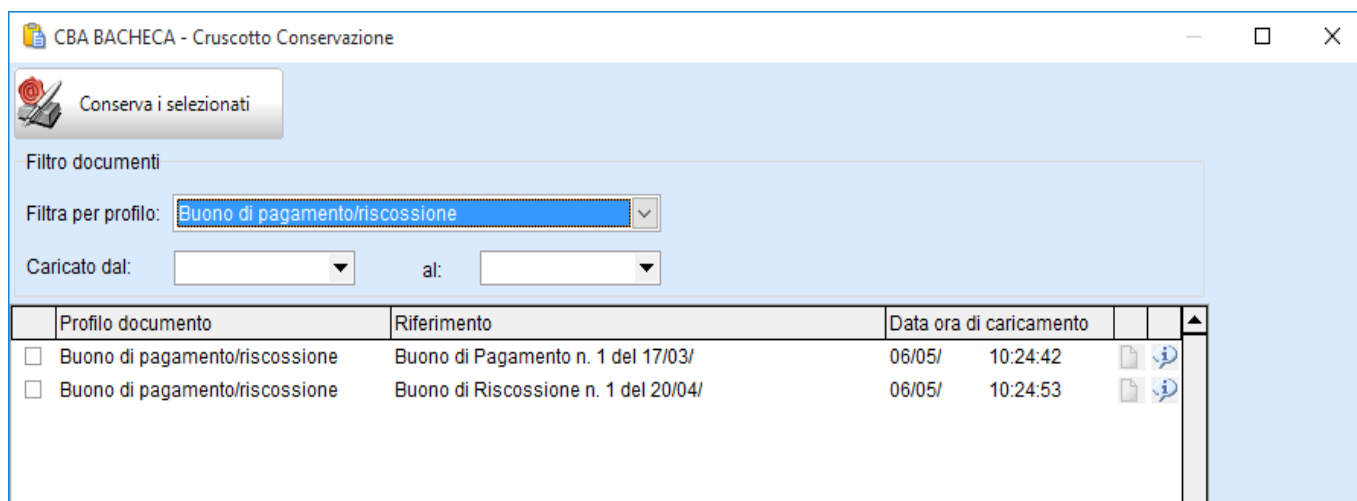 CBA BACHECA - Cruscotto Conservazione
Conserva i selezionati
Filtro documenti
Filtra per profilo: Buono di pagamento/riscossione
Caricato dal: al:
Profilo documento Riferimento Data ora di caricamento
Buono di pagamento/riscossione Buono di Pagamento n. 1 del 17/03/ 06/05/ 10:24:42
Buono di pagamento/riscossione Buono di Riscossione n. 1 del 20/04/ 06/05/ 10:24:53